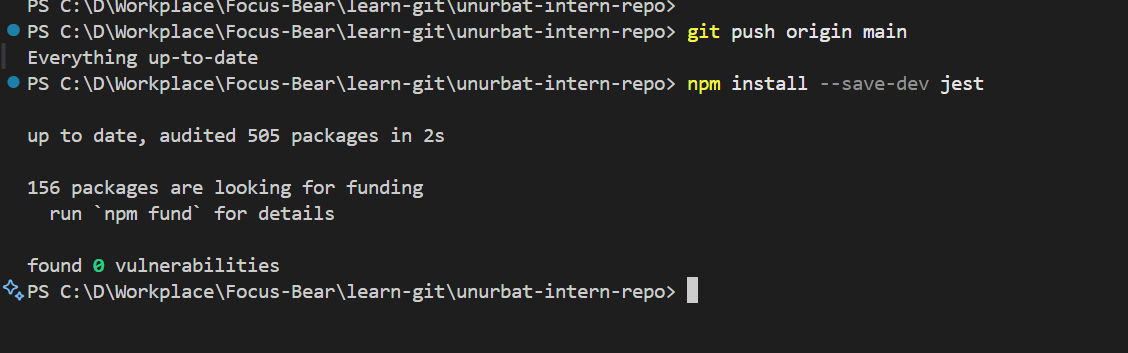 PS C:\D\Workplace\Focus-Bear\learn-git\unurbat-intern-repo>
PS C:\D\Workplace\Focus-Bear\learn-git\unurbat-intern-repo> git push origin main
Everything up-to-date
PS C:\D\Workplace\Focus-Bear\learn-git\unurbat-intern-repo> npm install --save-dev jest
up to date, audited 505 packages in 2s
156 packages are looking for funding
  run `npm fund` for details
found 0 vulnerabilities
PS C:\D\Workplace\Focus-Bear\learn-git\unurbat-intern-repo>